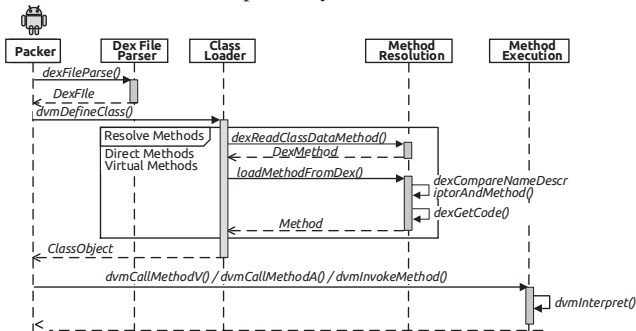 Packer
Dex File
Parser
Class
Loader
Method
Resolution
Method
Execution
dexFileParse()
DexFIle
dvmDefineClass()
Resolve Methods
Direct Methods
Virtual Methods
dexReadClassDataMethod()
DexMethod
loadMethodFromDex()
dexCompareNameDescr
iptorAndMethod()
dexGetCode()
Method
ClassObject
dvmCallMethodV() / dvmCallMethodA() / dvmInvokeMethod()
dvmInterpret()